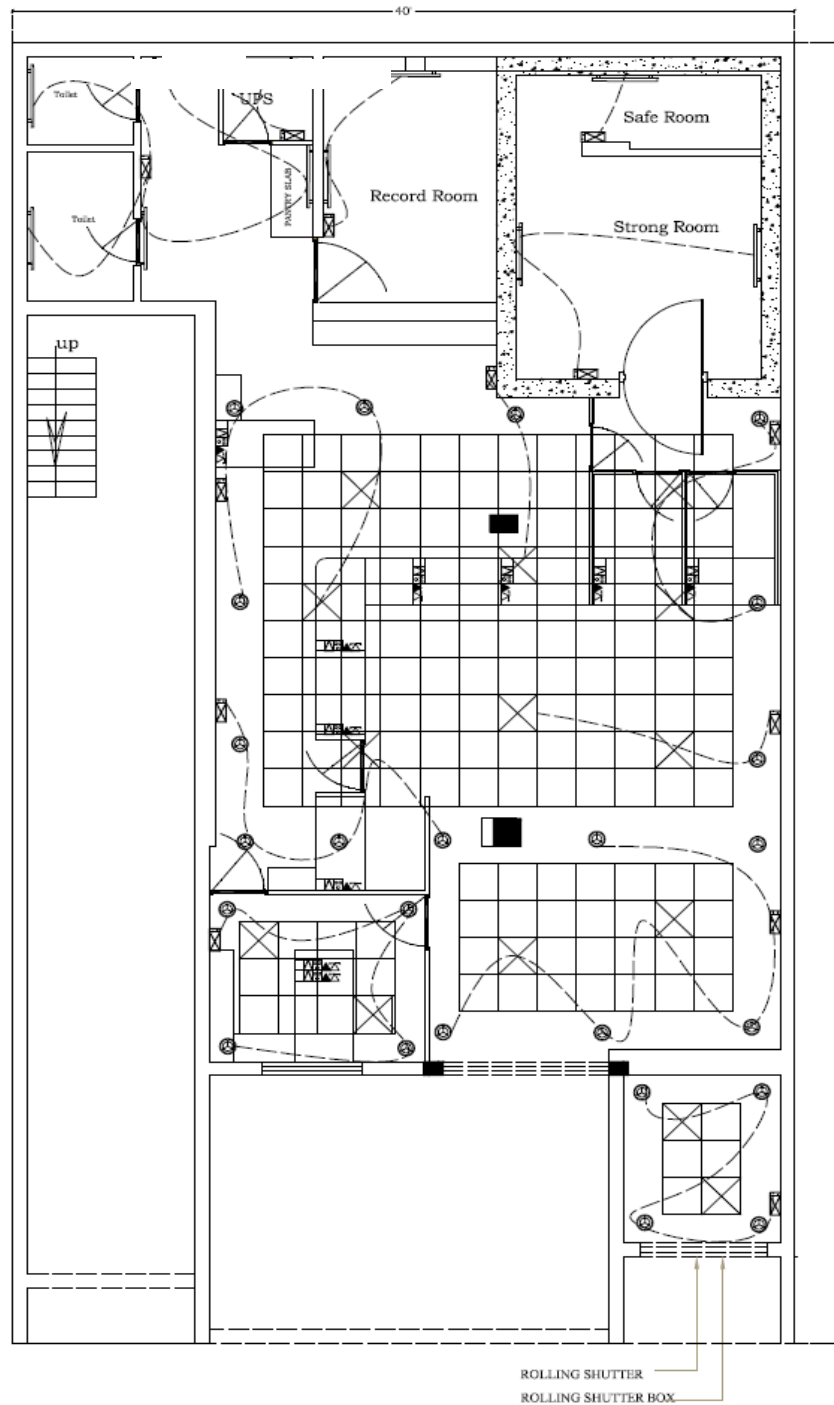 40'
Toilet
UPS
Safe Room
PANTRY SLAB
Record Room
Toilet
Strong Room
up
ROLLING SHUTTER
ROLLING SHUTTER BOX